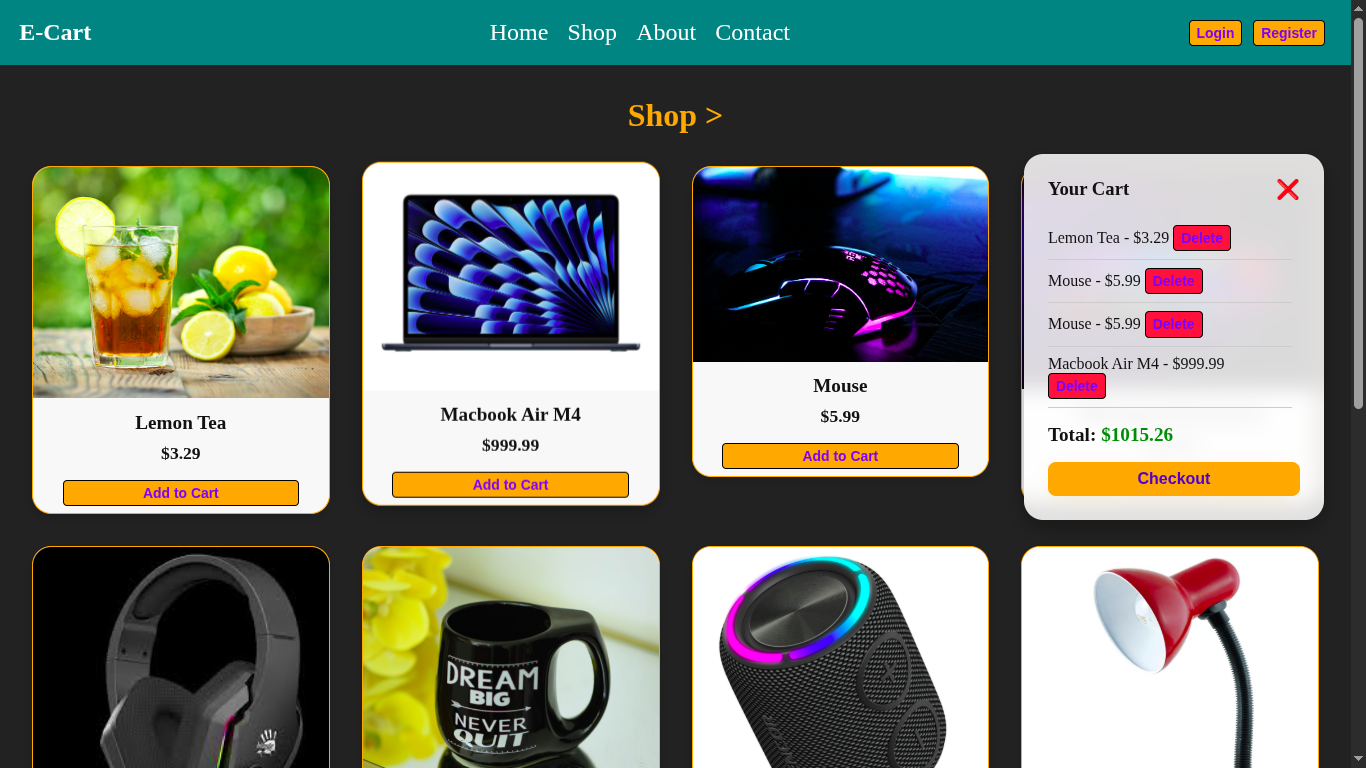 E-Cart
Home Shop About Contact
Login Register
Shop >
Lemon Tea
$3.29
Add to Cart
Macbook Air M4
$999.99
Add to Cart
Mouse
$5.99
Add to Cart
Your Cart
Lemon Tea - $3.29 Delete
Mouse - $5.99 Delete
Mouse - $5.99 Delete
Macbook Air M4 - $999.99
Delete
Total: $1015.26
Checkout
DREAM
BIG
NEVER
QUIT